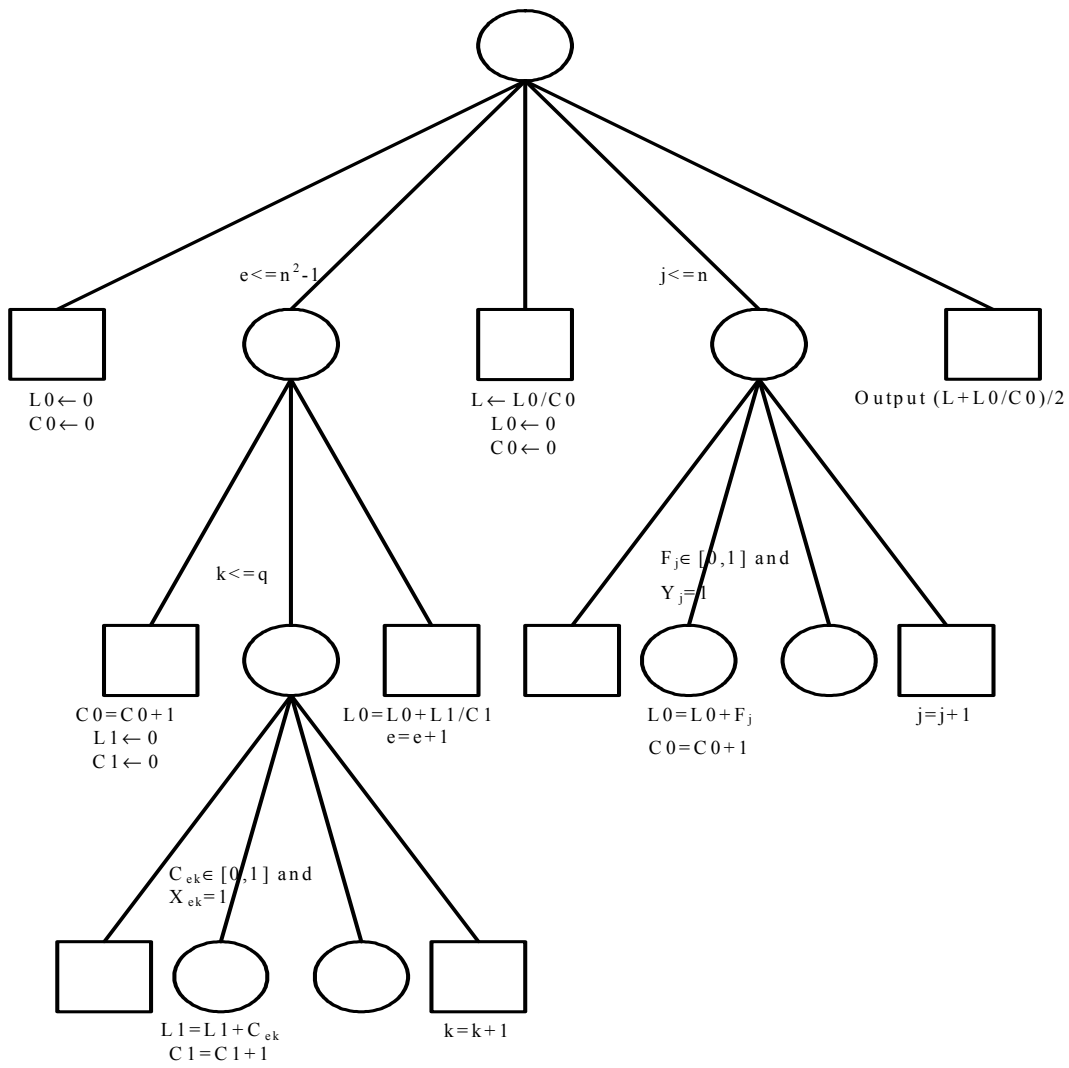 e<=n²-1
j<=n
L0←0
C0←0
L←L0/C0
L0←0
C0←0
Output (L+L0/C0)/2
k<=q
F_j∈[0,1] and
Y_j=1
C0=C0+1
L1←0
C1←0
L0=L0+L1/C1
e=e+1
L0=L0+F_j
C0=C0+1
j=j+1
C_ek∈[0,1] and
X_ek=1
L1=L1+C_ek
C1=C1+1
k=k+1